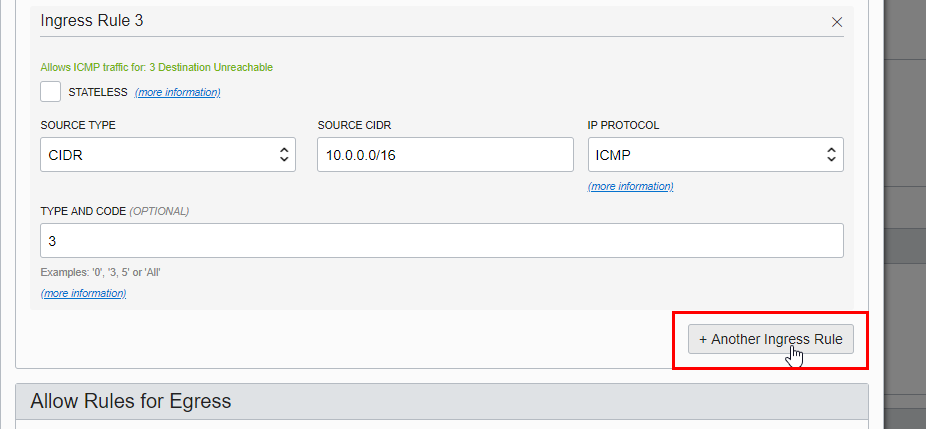 Ingress Rule 3
Allows ICMP traffic for: 3 Destination Unreachable
STATELESS (more information)
SOURCE TYPE SOURCE CIDR IP PROTOCOL
CIDR 10.0.0.0/16 ICMP
(more information)
TYPE AND CODE (OPTIONAL)
3
Examples: '0', '3, 5' or 'All'
(more information)
+ Another Ingress Rule
Allow Rules for Egress